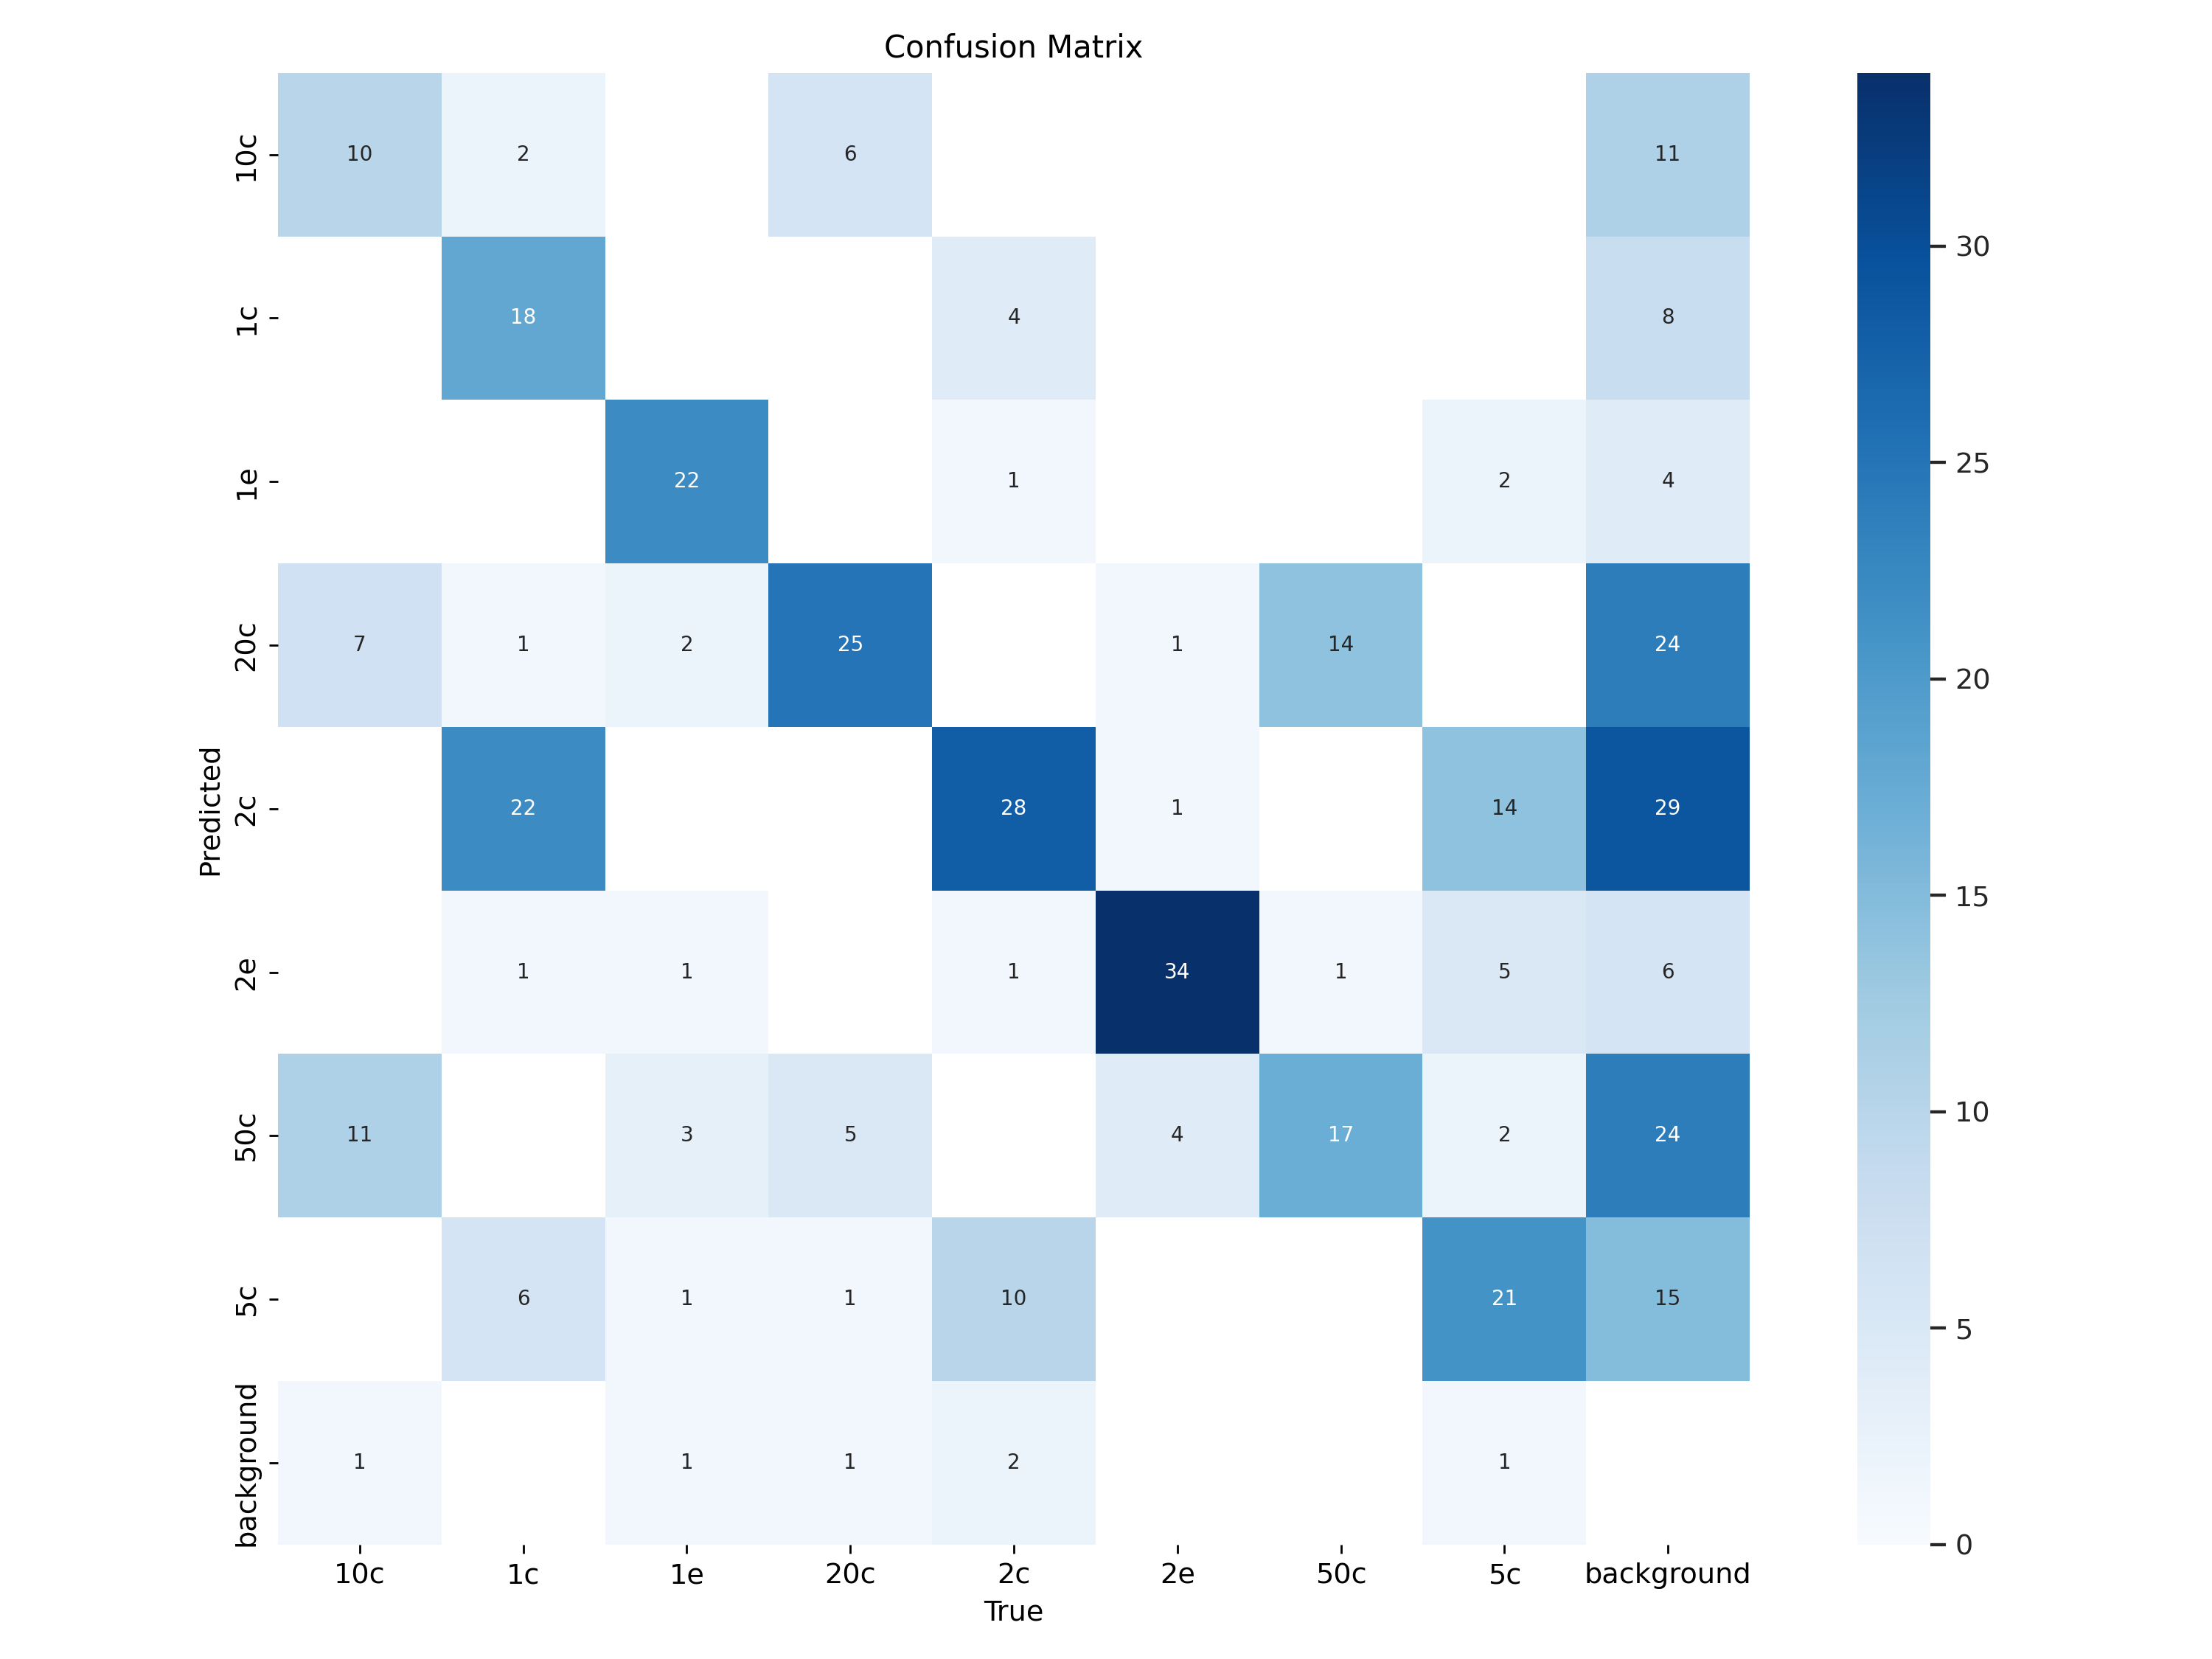 Confusion Matrix
10c 10 2 6 11
1c 18 4 8
1e 22 1 2 4
20c 7 1 2 25 1 14 24
2c 22 28 1 14 29
2e 1 1 1 34 1 5 6
50c 11 3 5 4 17 2 24
5c 6 1 1 10 21 15
background 1 1 1 2 1
10c 1c 1e 20c 2c 2e 50c 5c background
True
Predicted
30
25
20
15
10
5
0